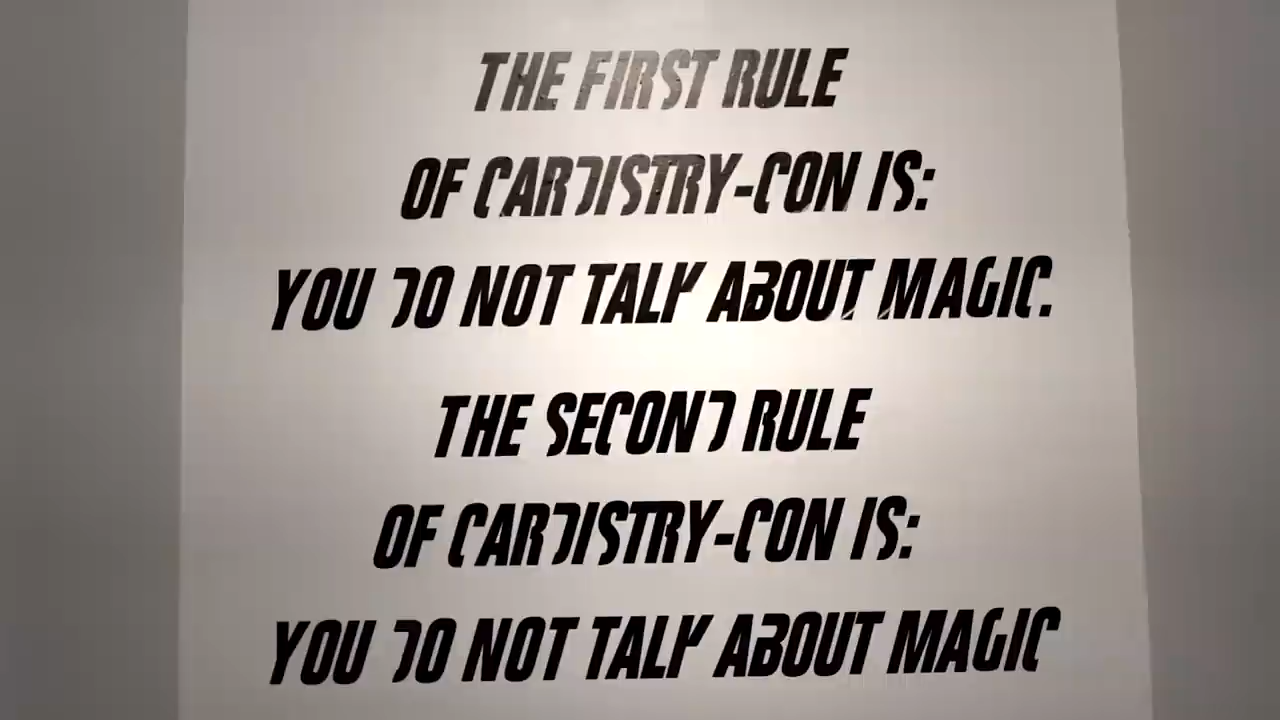 THE FIRST RULE
OF CARDISTRY-CON IS:
YOU DO NOT TALK ABOUT MAGIC.
THE SECOND RULE
OF CARDISTRY-CON IS:
YOU DO NOT TALK ABOUT MAGIC